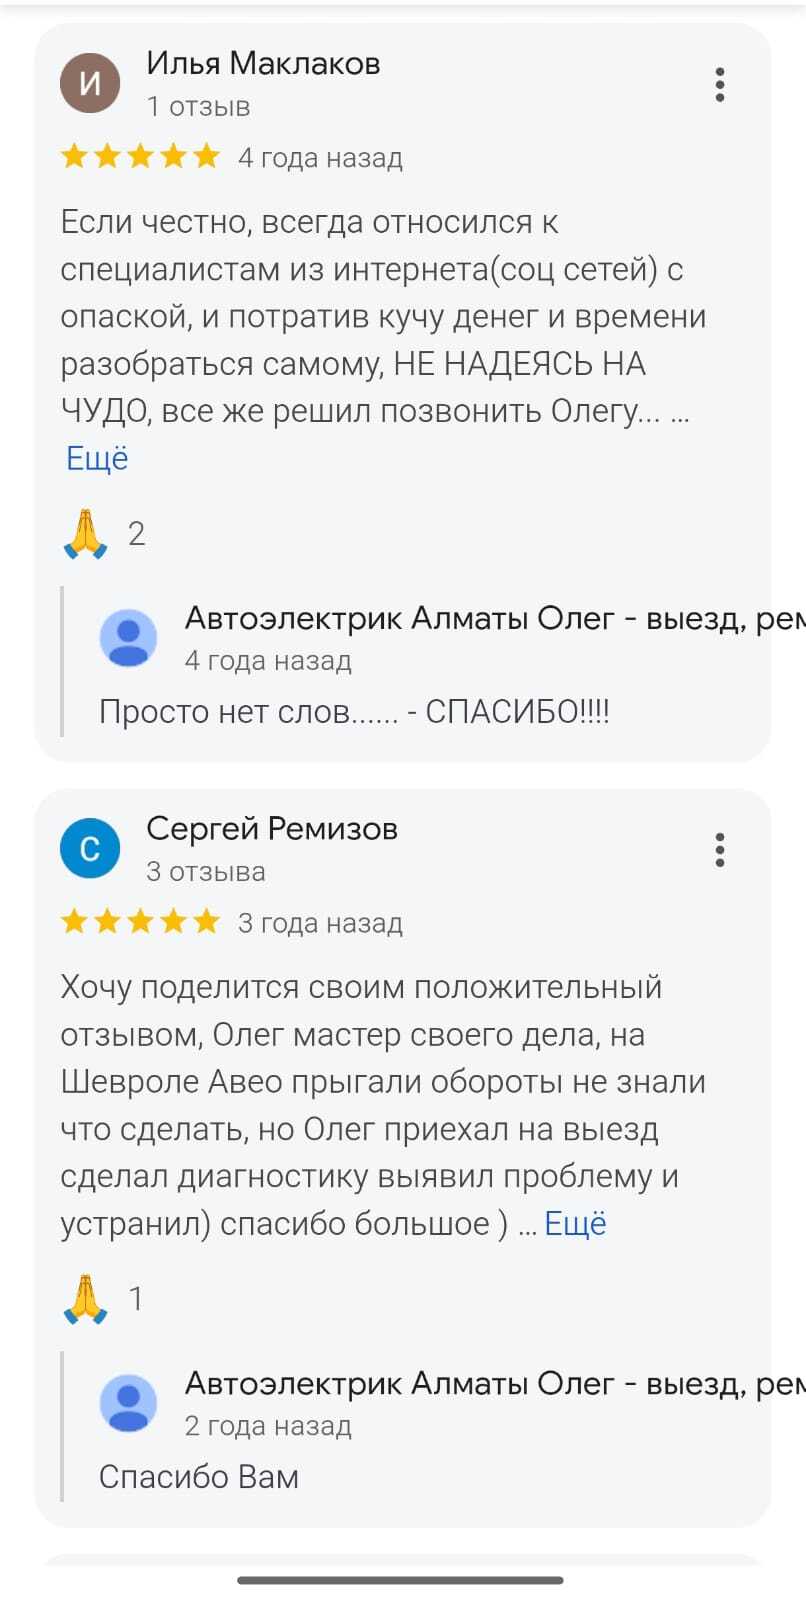 И
Илья Маклаков
1 отзыв
4 года назад
Если честно, всегда относился к
специалистам из интернета(соц сетей) с
опаской, и потратив кучу денег и времени
разобраться самому, НЕ НАДЕЯСЬ НА
ЧУДО, все же решил позвонить Олегу... ...
Ещё
2
Автоэлектрик Алматы Олег - выезд, рем
4 года назад
Просто нет слов...... - СПАСИБО!!!!
С
Сергей Ремизов
3 отзыва
3 года назад
Хочу поделится своим положительный
отзывом, Олег мастер своего дела, на
Шевроле Авео прыгали обороты не знали
что сделать, но Олег приехал на выезд
сделал диагностику выявил проблему и
устранил) спасибо большое ) ... Ещё
1
Автоэлектрик Алматы Олег - выезд, рем
2 года назад
Спасибо Вам